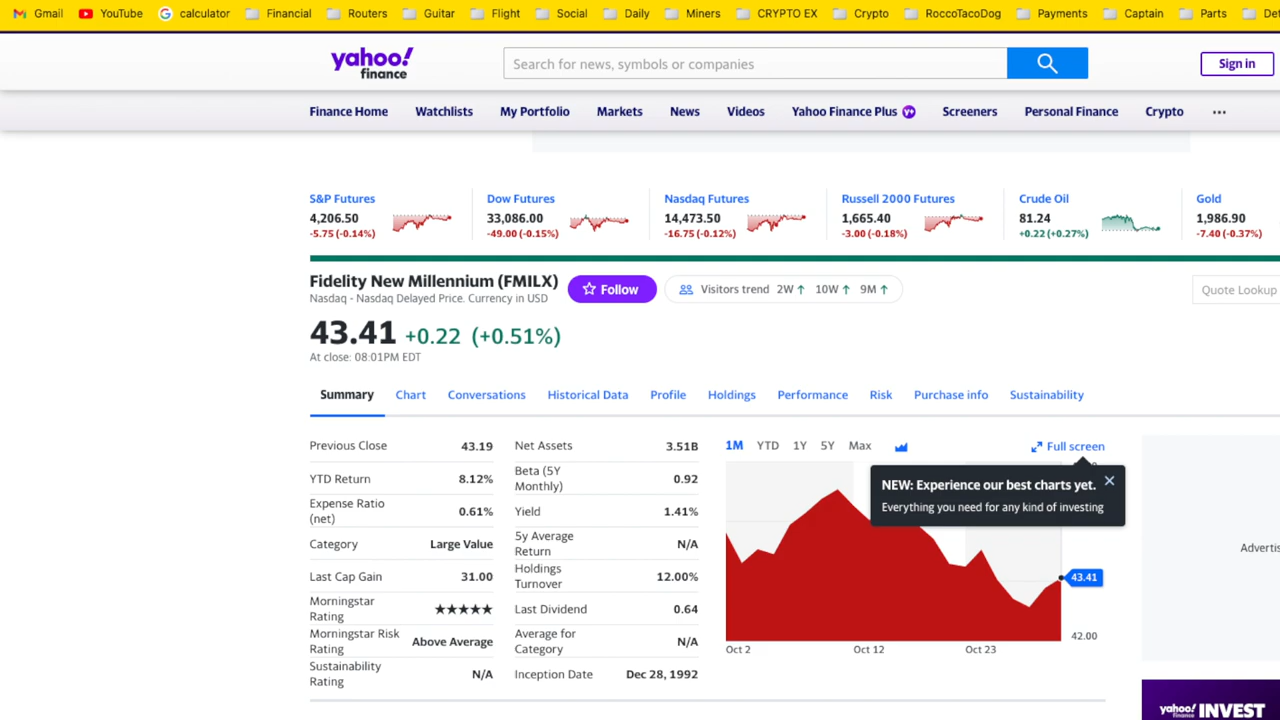 Gmail YouTube calculator Financial Routers Guitar Flight Social Daily Miners CRYPTO EX Crypto RoccoTacoDog Payments Captain Parts
yahoo!
finance
Search for news, symbols or companies
Sign in
Finance Home Watchlists My Portfolio Markets News Videos Yahoo Finance Plus Y+ Screeners Personal Finance Crypto ...
S&P Futures Dow Futures Nasdaq Futures Russell 2000 Futures Crude Oil Gold
4,206.50 33,086.00 14,473.50 1,665.40 81.24 1,986.90
-5.75 (-0.14%) -49.00 (-0.15%) -16.75 (-0.12%) -3.00 (-0.18%) +0.22 (+0.27%) -7.40 (-0.37%)
Fidelity New Millennium (FMILX) Follow Visitors trend 2W↑ 10W↑ 9M↑ Quote Lookup
Nasdaq - Nasdaq Delayed Price. Currency in USD
43.41 +0.22 (+0.51%)
At close: 08:01PM EDT
Summary Chart Conversations Historical Data Profile Holdings Performance Risk Purchase info Sustainability
Previous Close 43.19
YTD Return 8.12%
Expense Ratio
(net) 0.61%
Category Large Value
Last Cap Gain 31.00
Morningstar
Rating ★★★★★
Morningstar Risk
Rating Above Average
Sustainability
Rating N/A
Net Assets 3.51B
Beta (5Y
Monthly) 0.92
Yield 1.41%
5y Average
Return N/A
Holdings
Turnover 12.00%
Last Dividend 0.64
Average for
Category N/A
Inception Date Dec 28, 1992
1M YTD 1Y 5Y Max Full screen
NEW: Experience our best charts yet.
Everything you need for any kind of investing
43.41
42.00
Oct 2 Oct 12 Oct 23
yahoo! INVEST
finance